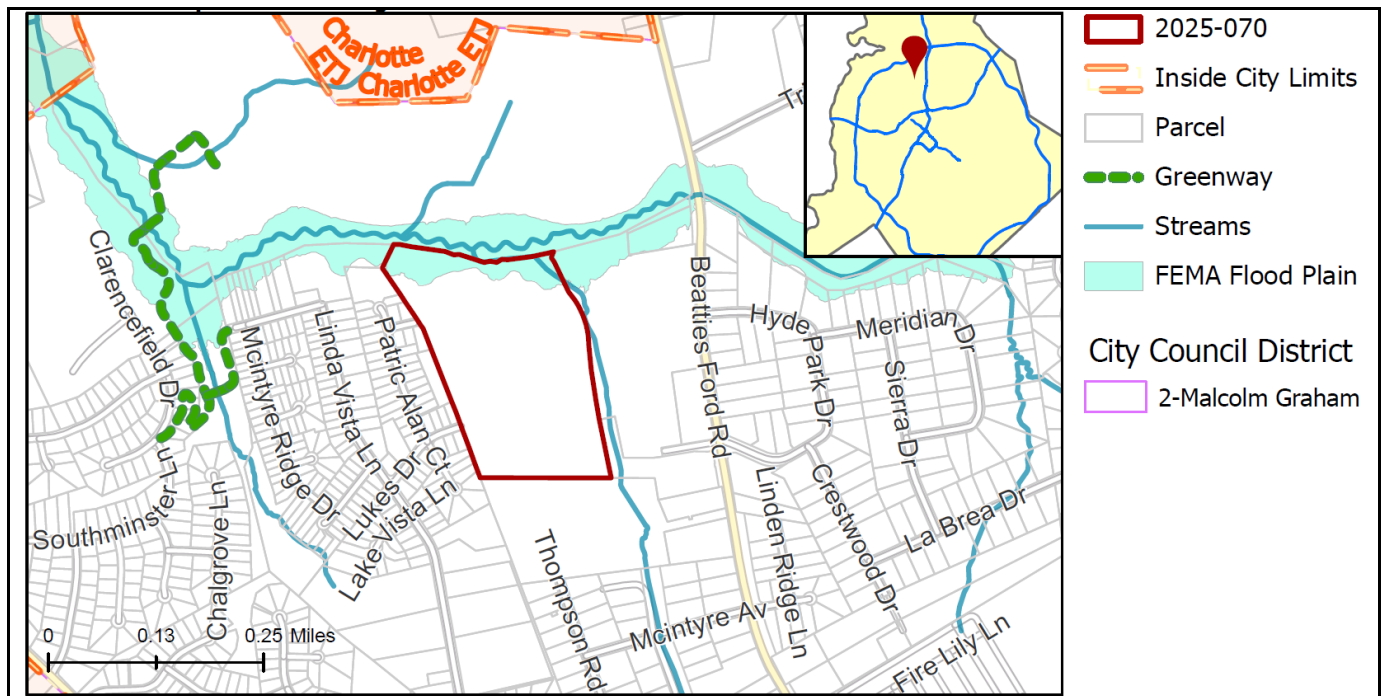 Charlotte
ETJ
Charlotte ETJ
Clarencefield Dr
Mcintyre Ridge Dr
Linda Vista Ln
Patric Alan Ct
Lukes Dr
Lake Vista Ln
Southminster Ln
Chalgrove Ln
Thompson Rd
Mcintyre Av
Beatties Ford Rd
Hyde Park Dr
Meridian Dr
Sierra Dr
Linden Ridge Ln
Crestwood Dr
La Brea Dr
Fire Lily Ln
0 0.13 0.25 Miles
2025-070
Inside City Limits
Parcel
Greenway
Streams
FEMA Flood Plain
City Council District
2-Malcolm Graham